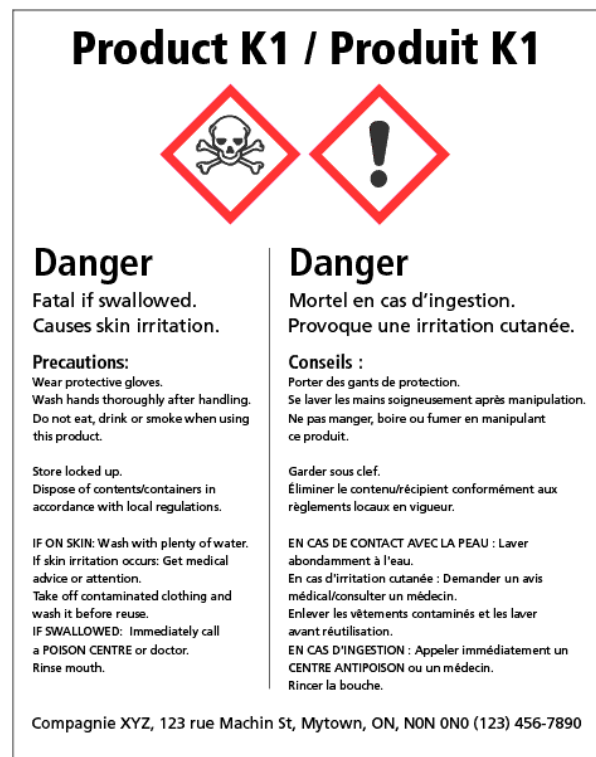 Product K1 / Produit K1
Danger
Fatal if swallowed.
Causes skin irritation.
Precautions:
Wear protective gloves.
Wash hands thoroughly after handling.
Do not eat, drink or smoke when using
this product.
Store locked up.
Dispose of contents/containers in
accordance with local regulations.
IF ON SKIN: Wash with plenty of water.
If skin irritation occurs: Get medical
advice or attention.
Take off contaminated clothing and
wash it before reuse.
IF SWALLOWED: Immediately call
a POISON CENTRE or doctor.
Rinse mouth.
Danger
Mortel en cas d’ingestion.
Provoque une irritation cutanée.
Conseils :
Porter des gants de protection.
Se laver les mains soigneusement après manipulation.
Ne pas manger, boire ou fumer en manipulant
ce produit.
Garder sous clef.
Éliminer le contenu/récipient conformément aux
règlements locaux en vigueur.
EN CAS DE CONTACT AVEC LA PEAU : Laver
abondamment à l'eau.
En cas d'irritation cutanée : Demander un avis
médical/consulter un médecin.
Enlever les vêtements contaminés et les laver
avant réutilisation.
EN CAS D'INGESTION : Appeler immédiatement un
CENTRE ANTIPOISON ou un médecin.
Rincer la bouche.
Compagnie XYZ, 123 rue Machin St, Mytown, ON, N0N 0N0 (123) 456-7890